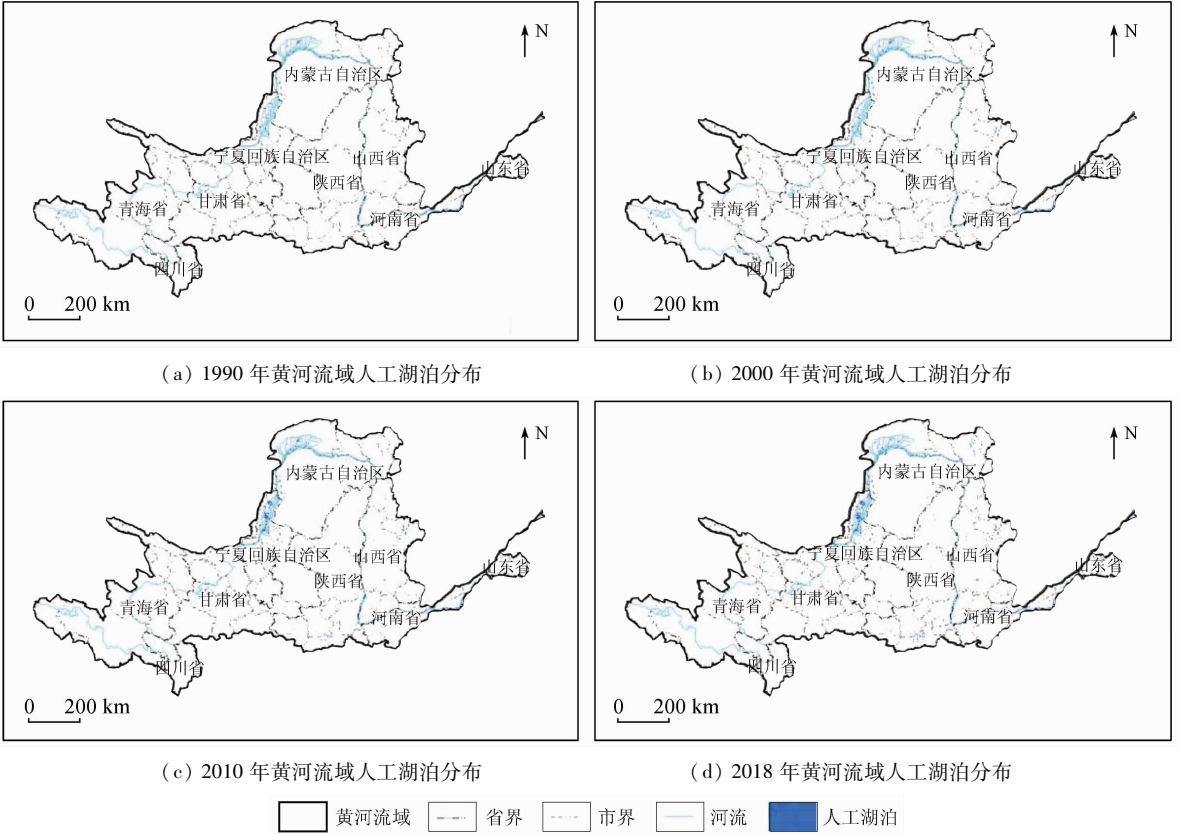 N
内蒙古自治区
宁夏回族自治区
山西省
山东省
陕西省
青海省
甘肃省
河南省
四川省
0 200 km
(a) 1990 年黄河流域人工湖泊分布
N
内蒙古自治区
宁夏回族自治区
山西省
山东省
陕西省
青海省
甘肃省
河南省
四川省
0 200 km
(b) 2000 年黄河流域人工湖泊分布
N
内蒙古自治区
宁夏回族自治区
山西省
山东省
陕西省
青海省
甘肃省
河南省
四川省
0 200 km
(c) 2010 年黄河流域人工湖泊分布
N
内蒙古自治区
宁夏回族自治区
山西省
山东省
陕西省
青海省
甘肃省
河南省
四川省
0 200 km
(d) 2018 年黄河流域人工湖泊分布
黄河流域 省界 市界 河流 人工湖泊